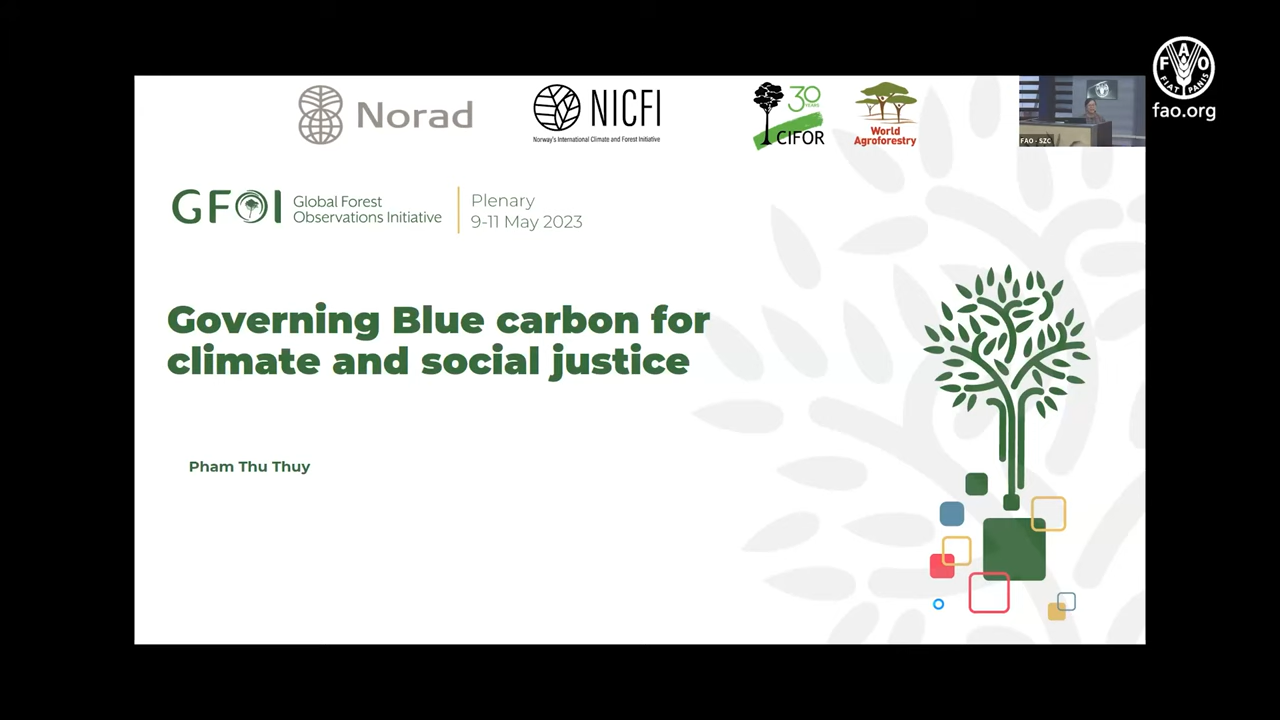 Norad
NICFI
Norway's International Climate and Forest Initiative
30
YEARS
CIFOR
World
Agroforestry
FAO - SZC
FAO
FIAT PANIS
fao.org
GFOI
Global Forest
Observations Initiative
Plenary
9-11 May 2023
Governing Blue carbon for
climate and social justice
Pham Thu Thuy